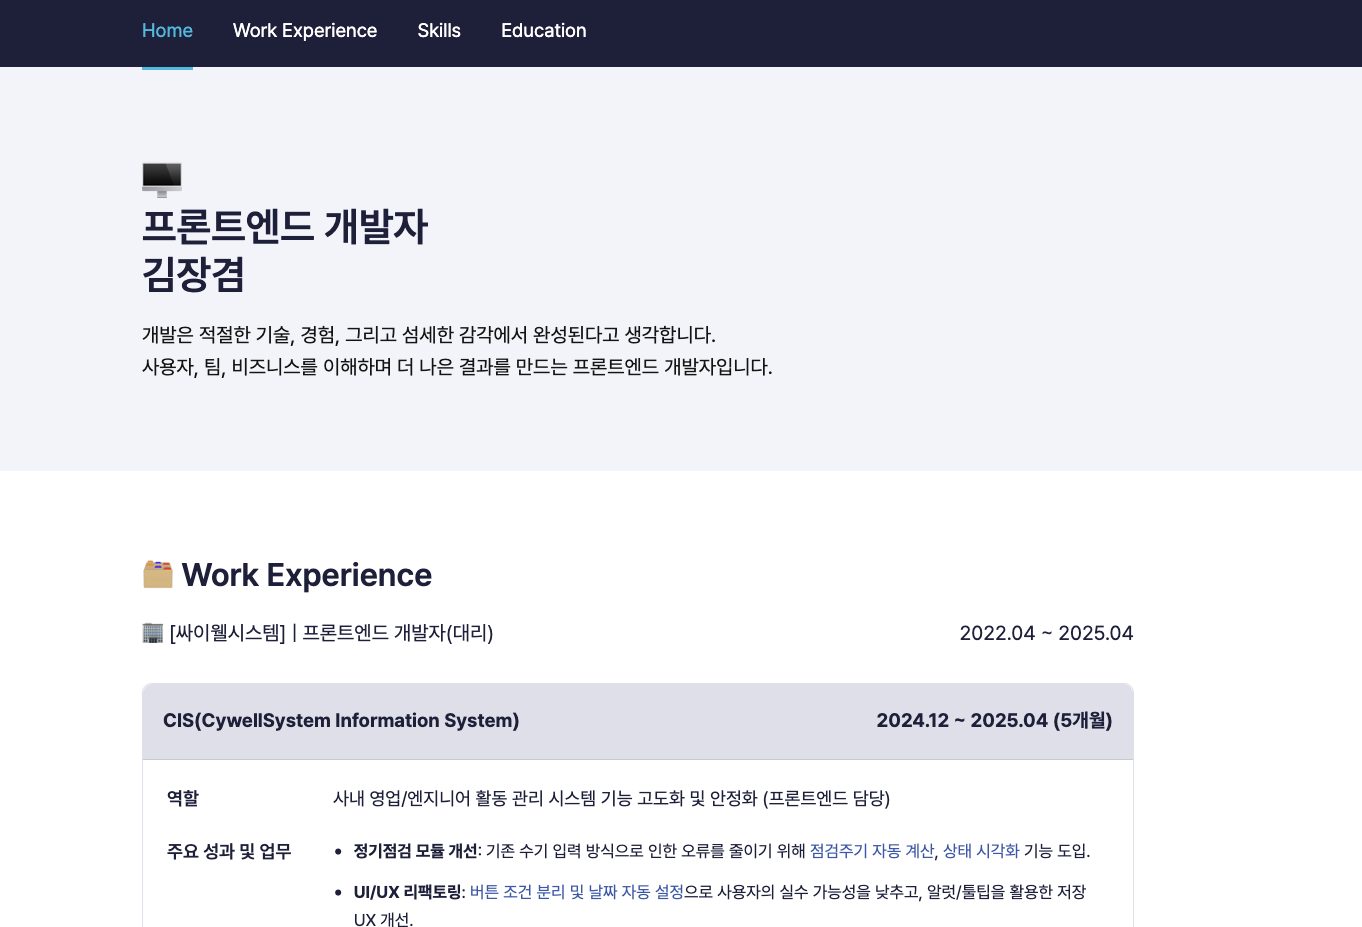 Home Work Experience Skills Education
프론트엔드 개발자
김장겸
개발은 적절한 기술, 경험, 그리고 섬세한 감각에서 완성된다고 생각합니다.
사용자, 팀, 비즈니스를 이해하며 더 나은 결과를 만드는 프론트엔드 개발자입니다.
Work Experience
[싸이웰시스템] | 프론트엔드 개발자(대리) 2022.04 ~ 2025.04
CIS(CywellSystem Information System) 2024.12 ~ 2025.04 (5개월)
역할 사내 영업/엔지니어 활동 관리 시스템 기능 고도화 및 안정화 (프론트엔드 담당)
주요 성과 및 업무 • 정기점검 모듈 개선: 기존 수기 입력 방식으로 인한 오류를 줄이기 위해 점검주기 자동 계산, 상태 시각화 기능 도입.
• UI/UX 리팩토링: 버튼 조건 분리 및 날짜 자동 설정으로 사용자의 실수 가능성을 낮추고, 알럿/툴팁을 활용한 저장
UX 개선.